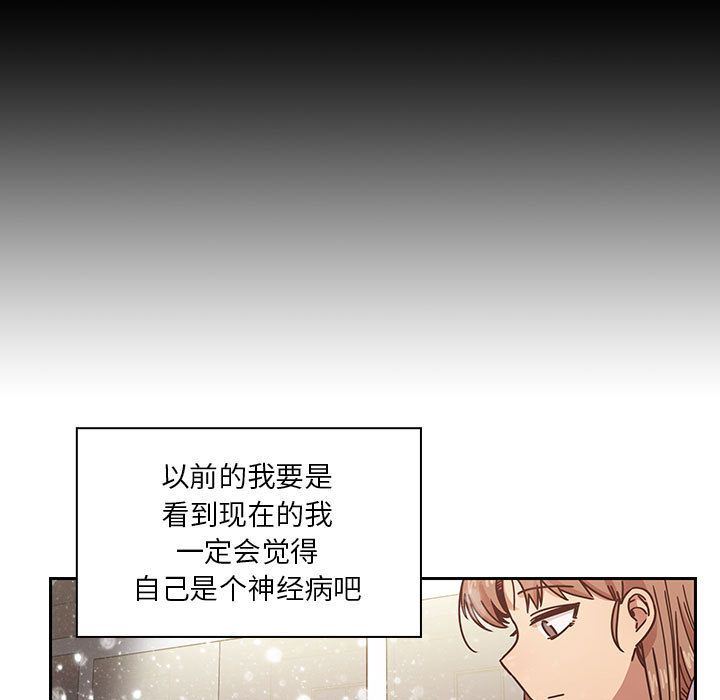 以前的我要是
看到现在的我
一定会觉得
自己是个神经病吧